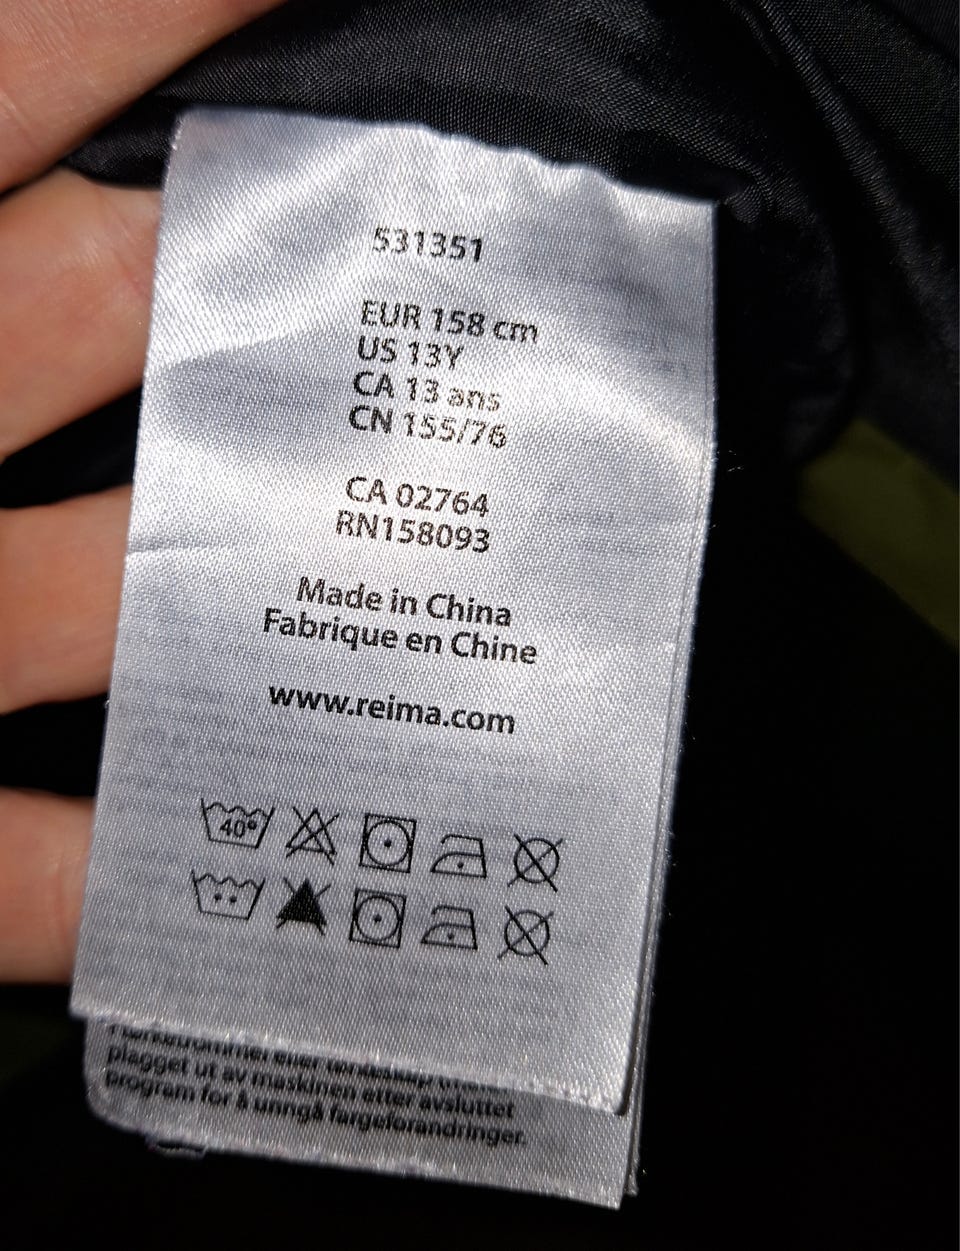 531351
EUR 158 cm
US 13Y
CA 13 ans
CN 155/76
CA 02764
RN158093
Made in China
Fabrique en Chine
www.reima.com
40°
plagget ut av maskinen etter avsluttet
program for å unngå fargeforandringer.